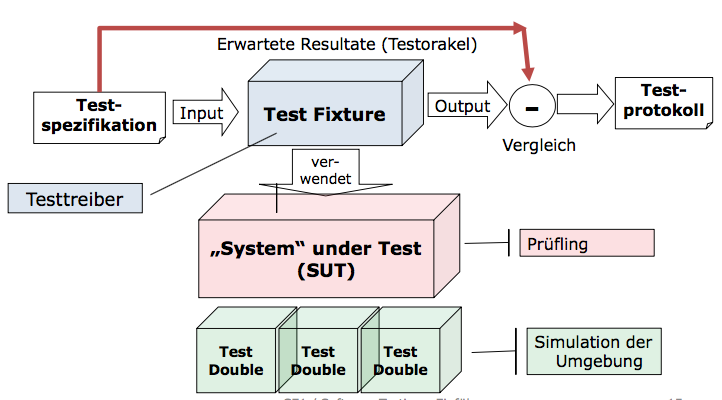 Erwartete Resultate (Testorakel)
Test-
spezifikation
Input
Test Fixture
Output
–
Test-
protokoll
Vergleich
ver-
wendet
Testtreiber
„System“ under Test
(SUT)
Prüfling
Test
Double
Test
Double
Test
Double
Simulation der
Umgebung